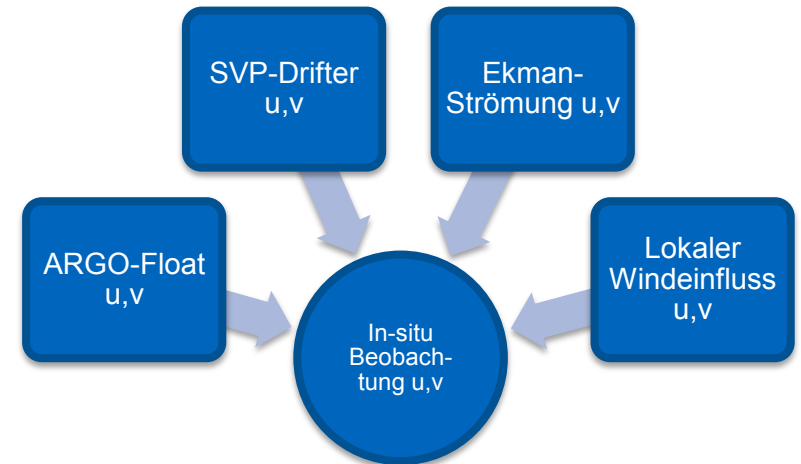 SVP-Drifter
u,v
Ekman-
Strömung u,v
ARGO-Float
u,v
Lokaler
Windeinfluss
u,v
In-situ
Beobach-
tung u,v